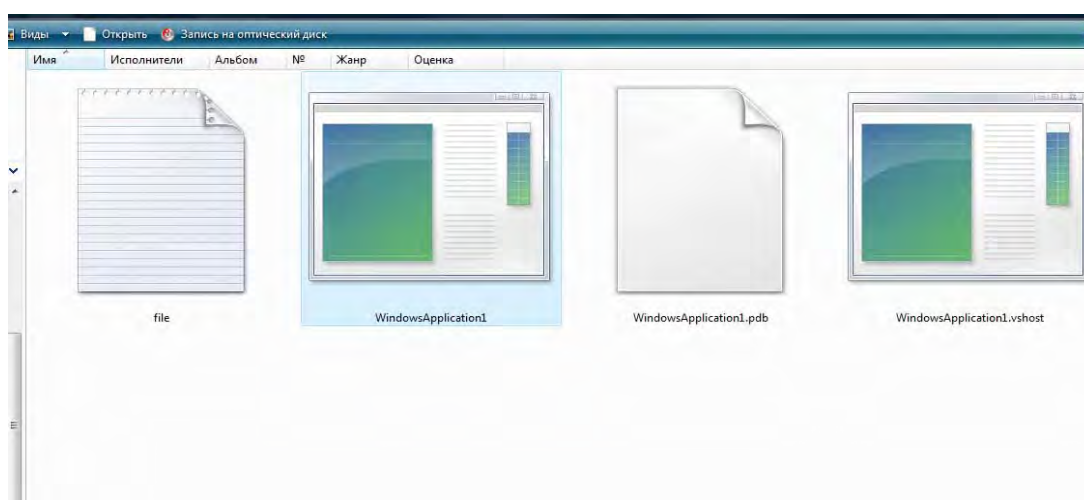 Виды Открыть Запись на оптический диск
Имя Исполнители Альбом № Жанр Оценка
file WindowsApplication1 WindowsApplication1.pdb WindowsApplication1.vshost